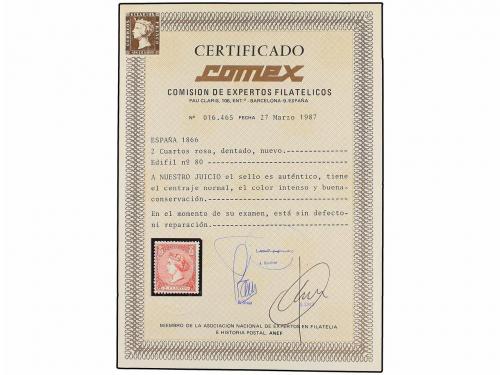 CERTIFICADO
comex
COMISION DE EXPERTOS FILATELICOS
PAU CLARIS, 106, ENT.º - BARCELONA-9. ESPAÑA
Nº 016.465 FECHA 27 Marzo 1987
ESPAÑA 1866
2 Cuartos rosa, dentado, nuevo.
Edifil nº 80
A NUESTRO JUICIO el sello es auténtico, tiene
el centraje normal, el color intenso y buena
conservación.
En el momento de su examen, está sin defecto
ni reparación.
MIEMBRO DE LA ASOCIACION NACIONAL DE EXPERTOS EN FILATELIA
E HISTORIA POSTAL. ANEF.